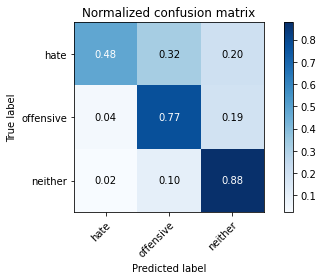 Normalized confusion matrix
True label
hate
offensive
neither
0.48 0.32 0.20
0.04 0.77 0.19
0.02 0.10 0.88
hate
offensive
neither
Predicted label
0.8
0.7
0.6
0.5
0.4
0.3
0.2
0.1